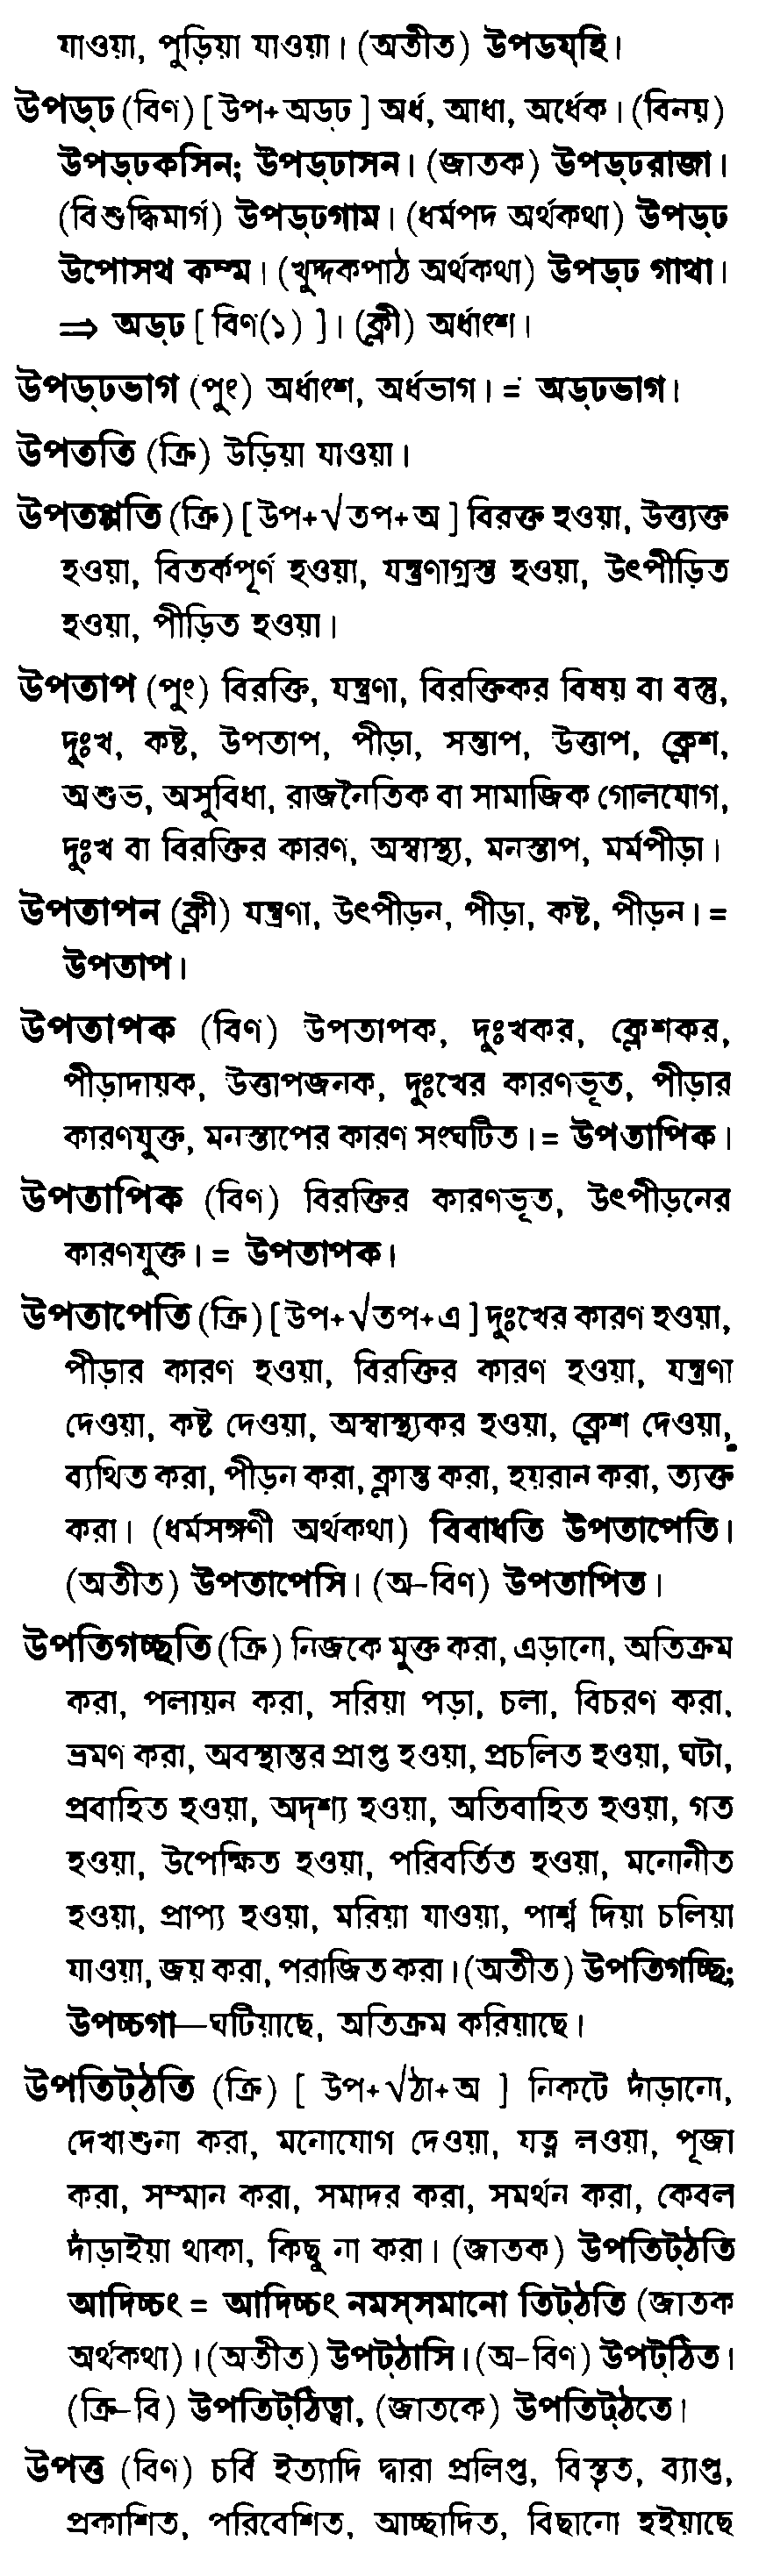 যাওয়া, পুড়িয়া যাওয়া। (অতীত) উপডয্হি।
উপড্ঢ (বিণ) [ উপ+অড্ঢ ] অর্ধ, আধা, অর্ধেক। (বিনয়)
উপড্ঢকসিন; উপড্ঢাসন। (জাতক) উপড্ঢরাজা।
(বিশুদ্ধিমার্গ) উপড্ঢগাম। (ধর্মপদ অর্থকথা) উপড্ঢ
উপোসথ কম্ম। (খুদ্দকপাঠ অর্থকথা) উপড্ঢ গাথা।
⇒ অড্ঢ [ বিণ(১) ]। (ক্লী) অর্ধাংশ।
উপড্ঢভাগ (পুং) অর্ধাংশ, অর্ধভাগ। = অড্ঢভাগ।
উপততি (ক্রি) উড়িয়া যাওয়া।
উপতপ্পতি (ক্রি) [ উপ+√তপ+অ ] বিরক্ত হওয়া, উত্ত্যক্ত
হওয়া, বিতর্কপূর্ণ হওয়া, যন্ত্রণাগ্রস্ত হওয়া, উৎপীড়িত
হওয়া, পীড়িত হওয়া।
উপতাপ (পুং) বিরক্তি, যন্ত্রণা, বিরক্তিকর বিষয় বা বস্তু,
দুঃখ, কষ্ট, উপতাপ, পীড়া, সন্তাপ, উত্তাপ, ক্লেশ,
অশুভ, অসুবিধা, রাজনৈতিক বা সামাজিক গোলযোগ,
দুঃখ বা বিরক্তির কারণ, অস্বাস্থ্য, মনস্তাপ, মর্মপীড়া।
উপতাপন (ক্লী) যন্ত্রণা, উৎপীড়ন, পীড়া, কষ্ট, পীড়ন। =
উপতাপ।
উপতাপক (বিণ) উপতাপক, দুঃখকর, ক্লেশকর,
পীড়াদায়ক, উত্তাপজনক, দুঃখের কারণভূত, পীড়ার
কারণযুক্ত, মনস্তাপের কারণ সংঘটিত। = উপতাপিক।
উপতাপিক (বিণ) বিরক্তির কারণভূত, উৎপীড়নের
কারণযুক্ত। = উপতাপক।
উপতাপেতি (ক্রি) [ উপ+√তপ+এ ] দুঃখের কারণ হওয়া,
পীড়ার কারণ হওয়া, বিরক্তির কারণ হওয়া, যন্ত্রণা
দেওয়া, কষ্ট দেওয়া, অস্বাস্থ্যকর হওয়া, ক্লেশ দেওয়া,
ব্যথিত করা, পীড়ন করা, ক্লান্ত করা, হয়রান করা, ত্যক্ত
করা। (ধর্মসঙ্গণী অর্থকথা) বিবাধতি উপতাপেতি।
(অতীত) উপতাপেসি। (অ-বিণ) উপতাপিত।
উপতিগচ্ছতি (ক্রি) নিজকে মুক্ত করা, এড়ানো, অতিক্রম
করা, পলায়ন করা, সরিয়া পড়া, চলা, বিচরণ করা,
ভ্রমণ করা, অবস্থান্তর প্রাপ্ত হওয়া, প্রচলিত হওয়া, ঘটা,
প্রবাহিত হওয়া, অদৃশ্য হওয়া, অতিবাহিত হওয়া, গত
হওয়া, উপেক্ষিত হওয়া, পরিবর্তিত হওয়া, মনোনীত
হওয়া, প্রাপ্য হওয়া, মরিয়া যাওয়া, পার্শ্ব দিয়া চলিয়া
যাওয়া, জয় করা, পরাজিত করা। (অতীত) উপতিগচ্ছি;
উপচ্চগা—ঘটিয়াছে, অতিক্রম করিয়াছে।
উপতিট্ঠতি (ক্রি) [ উপ+√ঠা+অ ] নিকটে দাঁড়ানো,
দেখাশুনা করা, মনোযোগ দেওয়া, যত্ন লওয়া, পূজা
করা, সম্মান করা, সমাদর করা, সমর্থন করা, কেবল
দাঁড়াইয়া থাকা, কিছু না করা। (জাতক) উপতিট্ঠতি
আদিচ্চং = আদিচ্চং নমস্সমানো তিট্ঠতি (জাতক
অর্থকথা)। (অতীত) উপট্ঠাসি। (অ-বিণ) উপট্ঠিত।
(ক্রি-বি) উপতিট্ঠিত্বা, (জাতকে) উপতিট্ঠতে।
উপত্ত (বিণ) চর্বি ইত্যাদি দ্বারা প্রলিপ্ত, বিস্তৃত, ব্যাপ্ত,
প্রকাশিত, পরিবেশিত, আচ্ছাদিত, বিছানো হইয়াছে